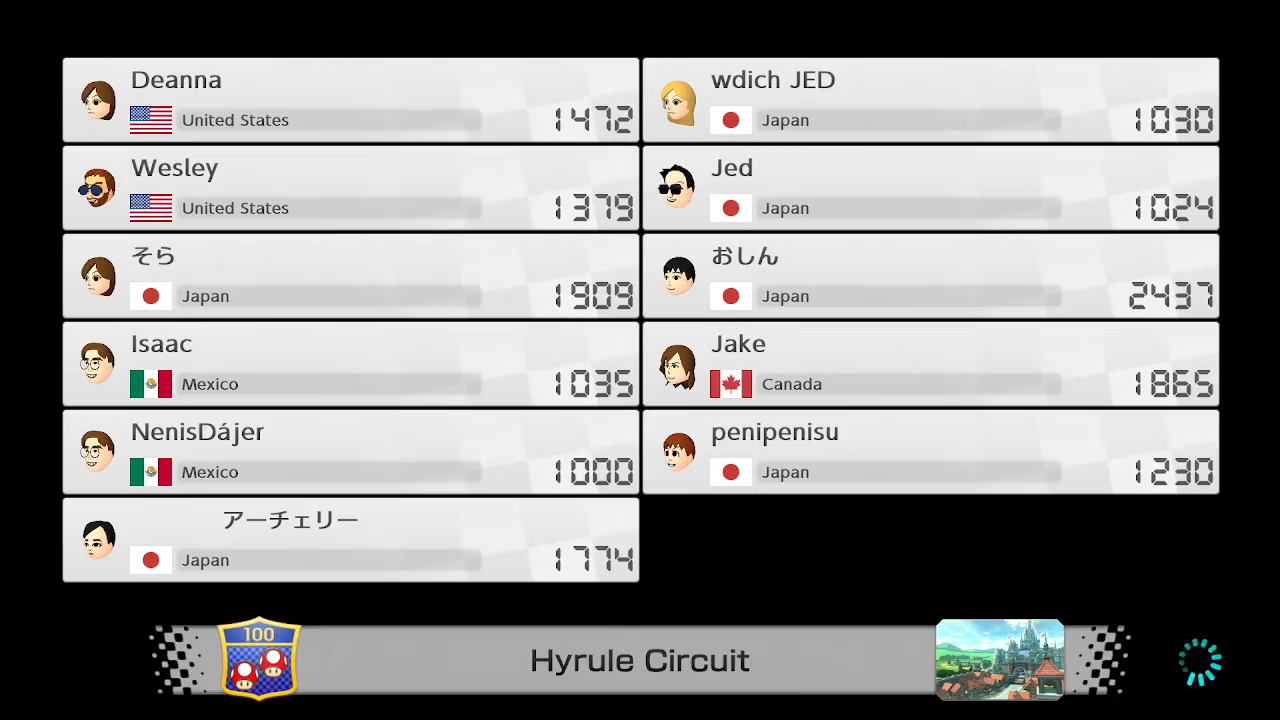 Deanna
United States
1472
wdich JED
Japan
1030
Wesley
United States
1379
Jed
Japan
1024
そら
Japan
1909
おしん
Japan
2437
Isaac
Mexico
1035
Jake
Canada
1865
NenisDájer
Mexico
1000
penipenisu
Japan
1230
アーチェリー
Japan
1774
100
Hyrule Circuit